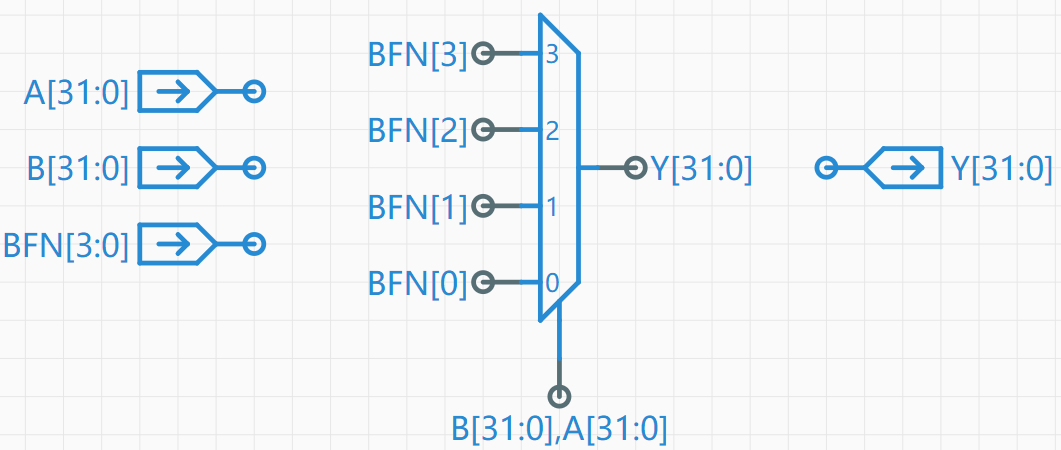 A[31:0]
B[31:0]
BFN[3:0]
BFN[3]
BFN[2]
BFN[1]
BFN[0]
3
2
1
0
B[31:0],A[31:0]
Y[31:0]
Y[31:0]